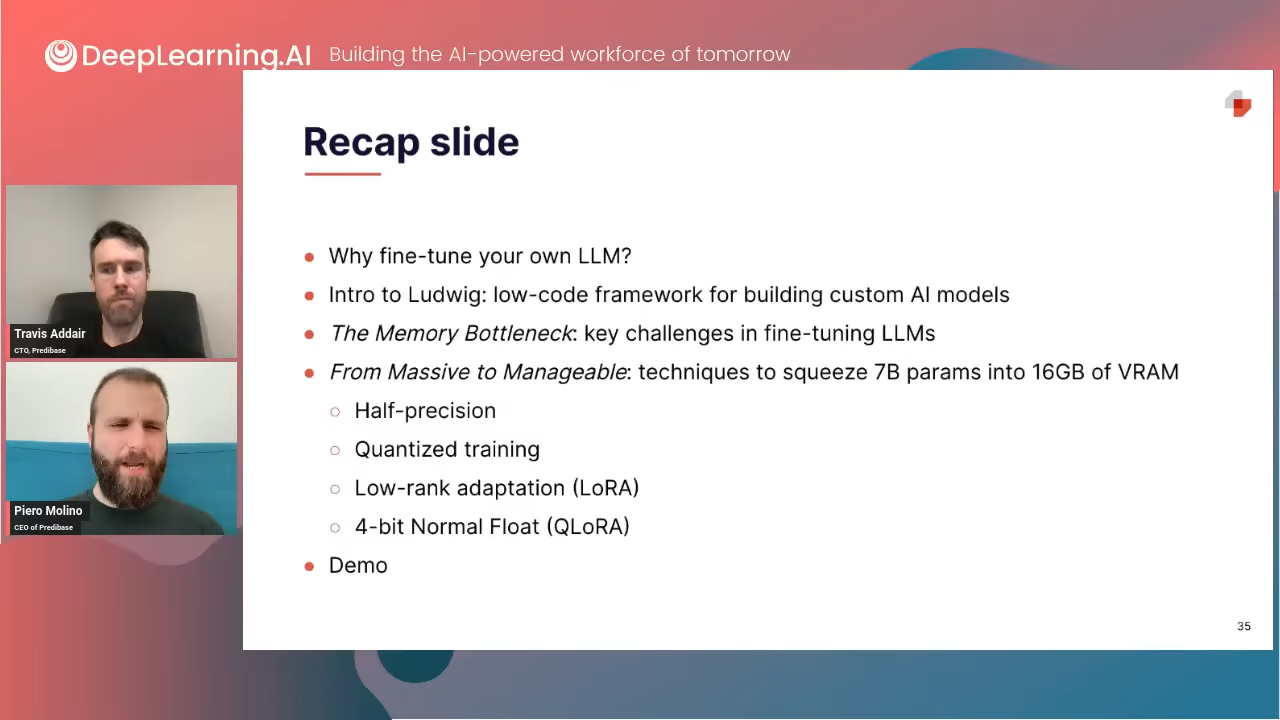 DeepLearning.AI Building the AI-powered workforce of tomorrow
Recap slide
Travis Addair
CTO, Predibase
Piero Molino
CEO of Predibase
Why fine-tune your own LLM?
Intro to Ludwig: low-code framework for building custom AI models
The Memory Bottleneck: key challenges in fine-tuning LLMs
From Massive to Manageable: techniques to squeeze 7B params into 16GB of VRAM
Half-precision
Quantized training
Low-rank adaptation (LoRA)
4-bit Normal Float (QLoRA)
Demo
35